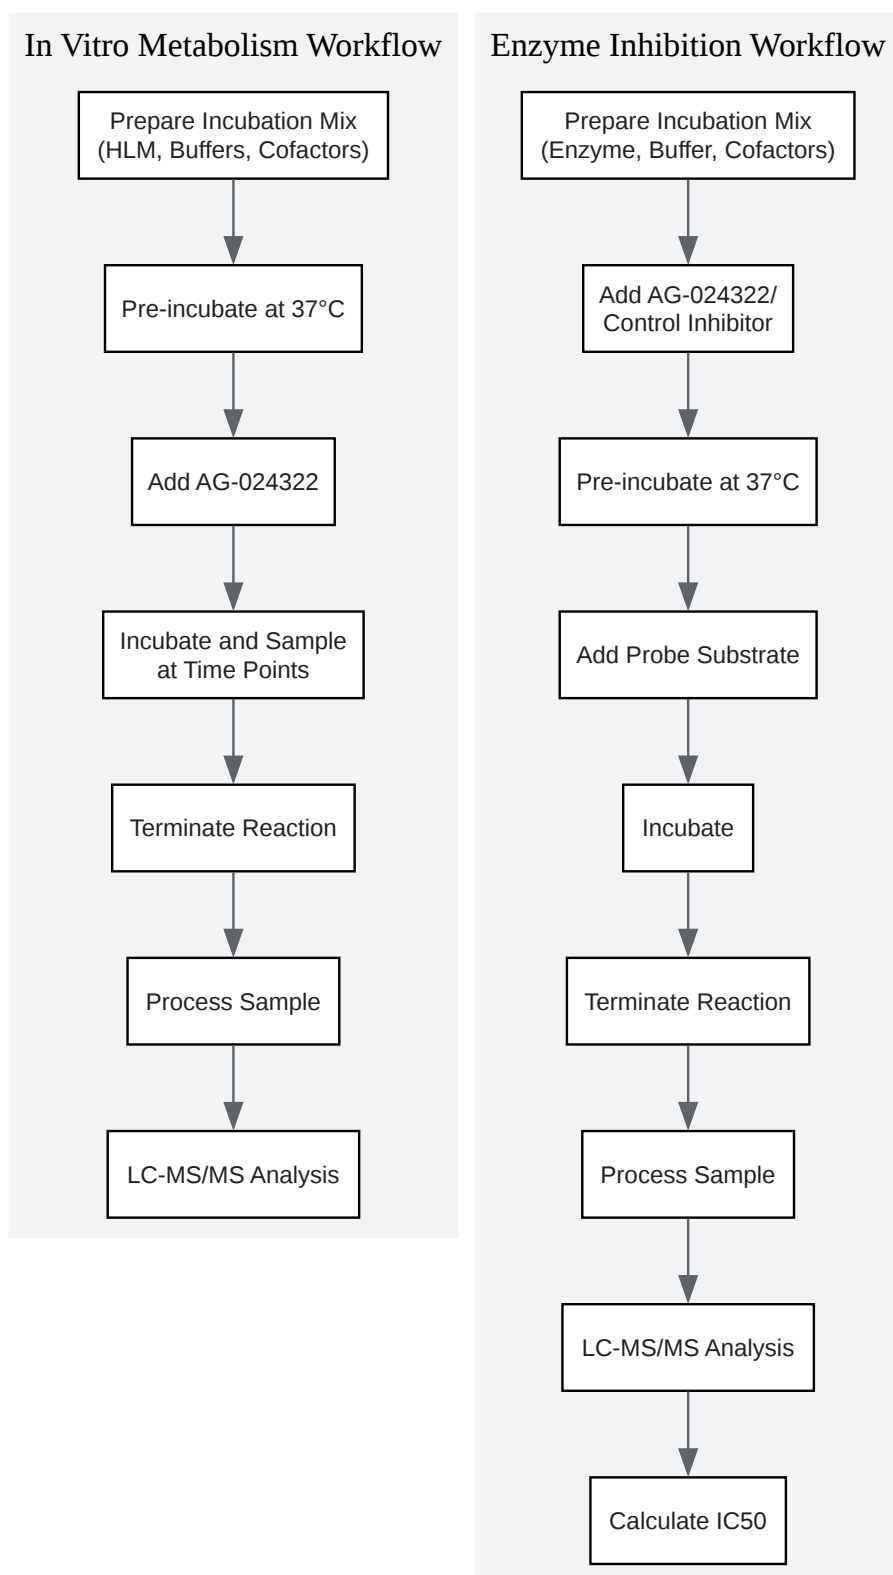 In Vitro Metabolism Workflow
Prepare Incubation Mix
(HLM, Buffers, Cofactors)
Pre-incubate at 37°C
Add AG-024322
Incubate and Sample
at Time Points
Terminate Reaction
Process Sample
LC-MS/MS Analysis
Enzyme Inhibition Workflow
Prepare Incubation Mix
(Enzyme, Buffer, Cofactors)
Add AG-024322/
Control Inhibitor
Pre-incubate at 37°C
Add Probe Substrate
Incubate
Terminate Reaction
Process Sample
LC-MS/MS Analysis
Calculate IC50